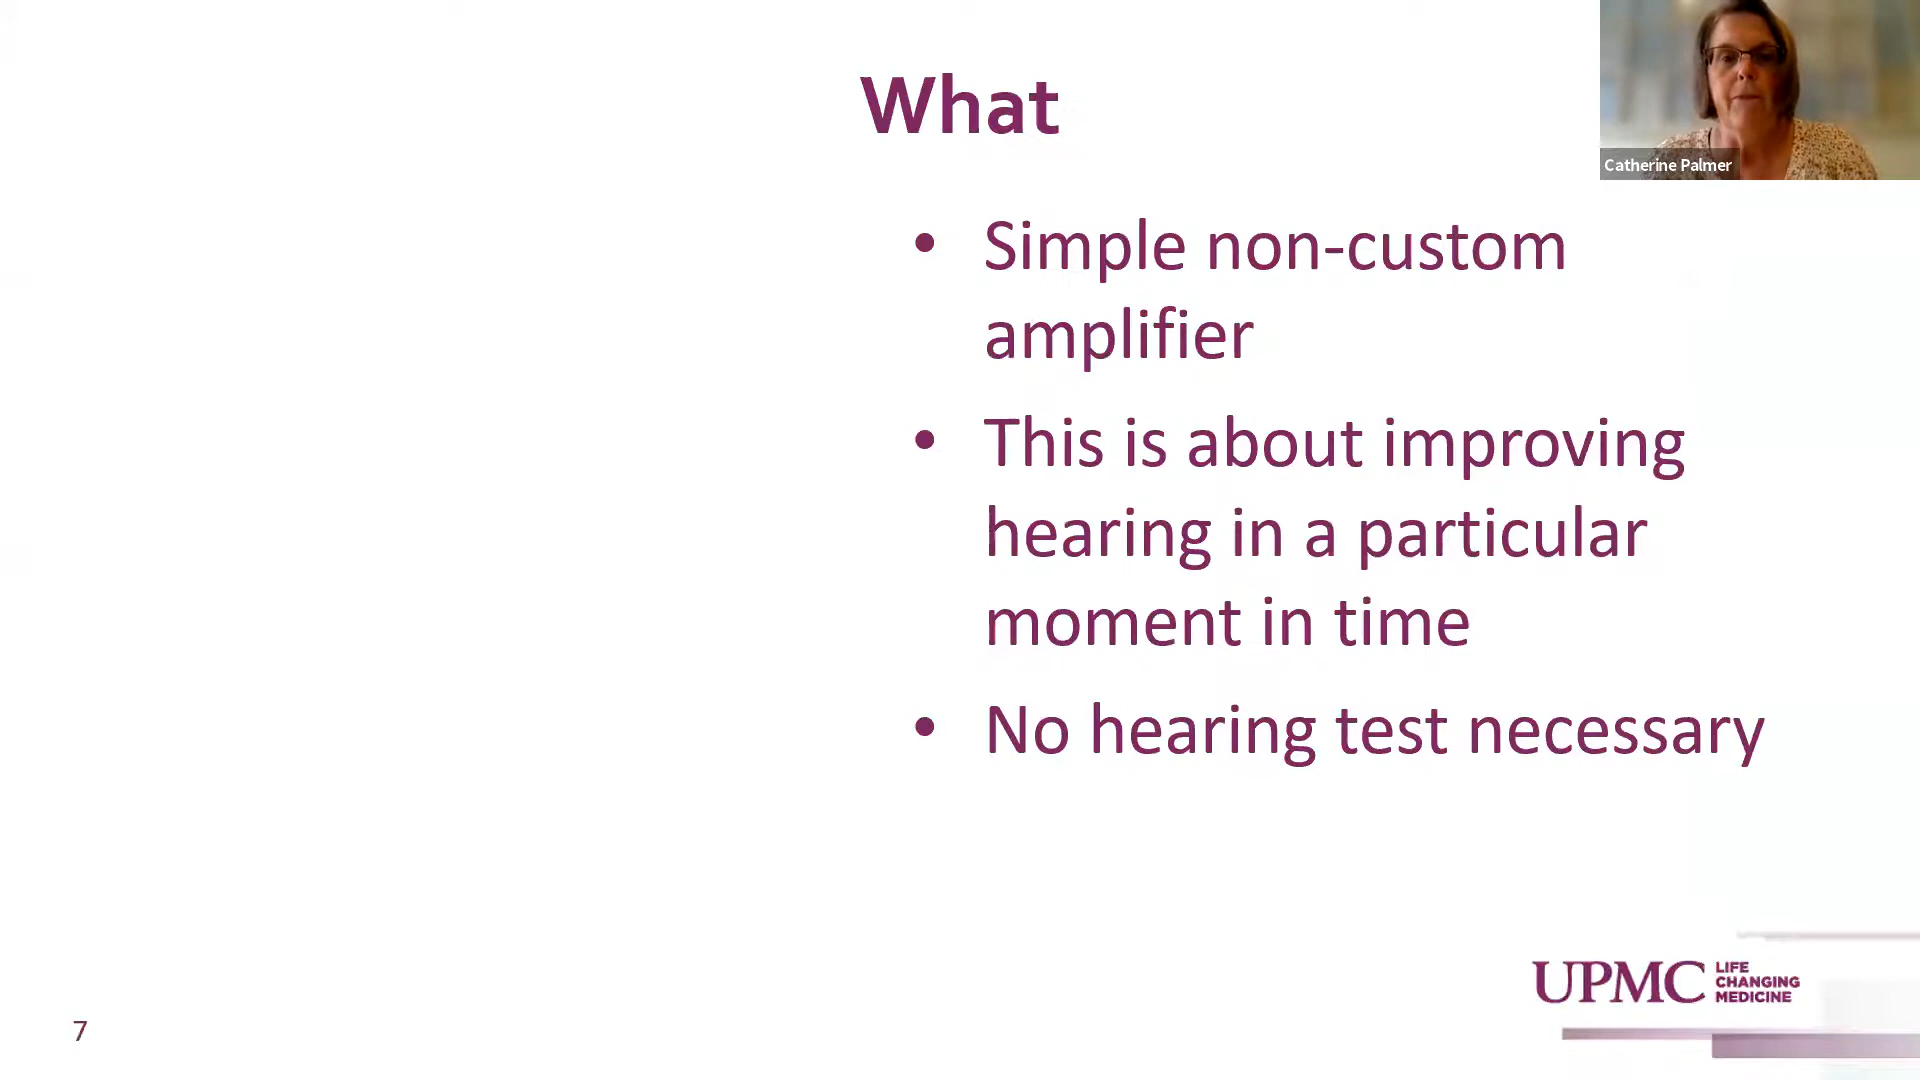 What
Catherine Palmer
• Simple non-custom
amplifier
• This is about improving
hearing in a particular
moment in time
• No hearing test necessary
UPMC LIFE
CHANGING
MEDICINE
7